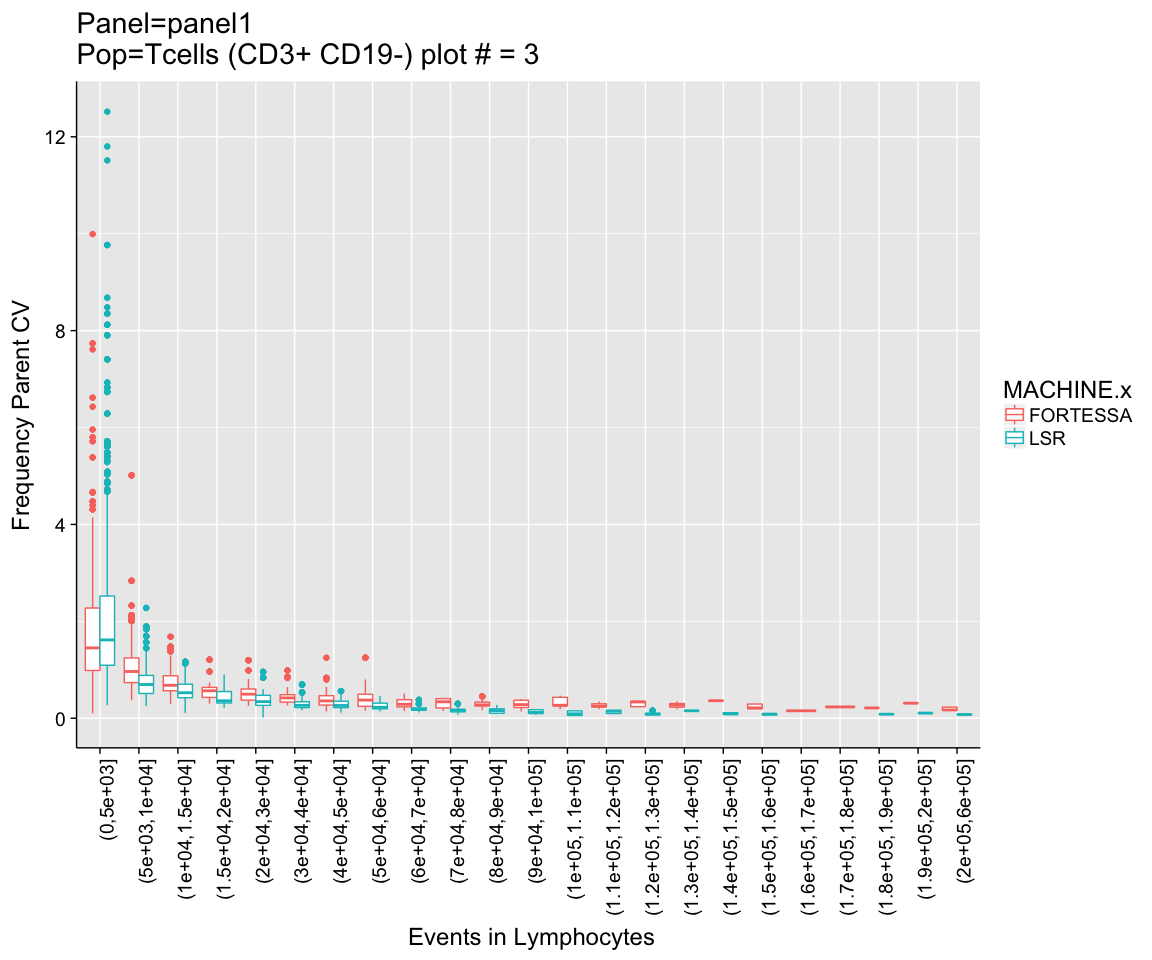 Panel=panel1
Pop=Tcells (CD3+ CD19-) plot # = 3
12
8
4
0
Frequency Parent CV
(0,5e+03]
(5e+03,1e+04]
(1e+04,1.5e+04]
(1.5e+04,2e+04]
(2e+04,3e+04]
(3e+04,4e+04]
(4e+04,5e+04]
(5e+04,6e+04]
(6e+04,7e+04]
(7e+04,8e+04]
(8e+04,9e+04]
(9e+04,1e+05]
(1e+05,1.1e+05]
(1.1e+05,1.2e+05]
(1.2e+05,1.3e+05]
(1.3e+05,1.4e+05]
(1.4e+05,1.5e+05]
(1.5e+05,1.6e+05]
(1.6e+05,1.7e+05]
(1.7e+05,1.8e+05]
(1.8e+05,1.9e+05]
(1.9e+05,2e+05]
(2e+05,6e+05]
Events in Lymphocytes
MACHINE.x
FORTESSA
LSR